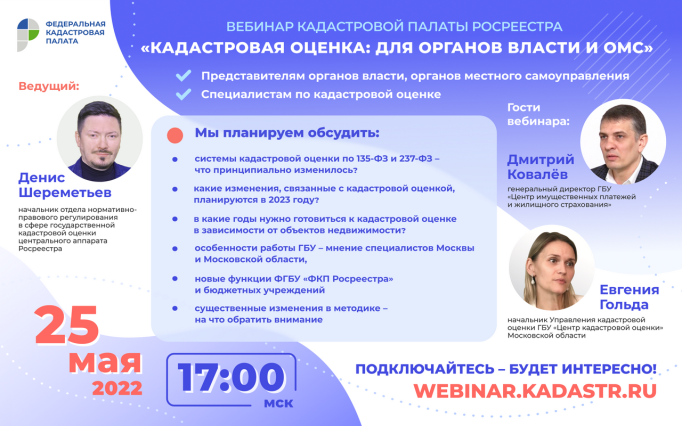 ФЕДЕРАЛЬНАЯ
КАДАСТРОВАЯ
ПАЛАТА
ВЕБИНАР КАДАСТРОВОЙ ПАЛАТЫ РОСРЕЕСТРА
«КАДАСТРОВАЯ ОЦЕНКА: ДЛЯ ОРГАНОВ ВЛАСТИ И ОМС»
Представителям органов власти, органов местного самоуправления
Специалистам по кадастровой оценке
Ведущий:
Денис
Шереметьев
начальник отдела нормативно-
правового регулирования
в сфере государственной
кадастровой оценки
центрального аппарата
Росреестра
Мы планируем обсудить:
системы кадастровой оценки по 135-ФЗ и 237-ФЗ –
что принципиально изменилось?
какие изменения, связанные с кадастровой оценкой,
планируются в 2023 году?
в какие годы нужно готовиться к кадастровой оценке
в зависимости от объектов недвижимости?
особенности работы ГБУ – мнение специалистов Москвы
и Московской области,
новые функции ФГБУ «ФКП Росреестра»
и бюджетных учреждений
существенные изменения в методике –
на что обратить внимание
Гости
вебинара:
Дмитрий
Ковалёв
генеральный директор ГБУ
«Центр имущественных платежей
и жилищного страхования»
Евгения
Гольда
начальник Управления кадастровой
оценки ГБУ «Центр кадастровой оценки»
Московской области
25
мая
2022
17:00
МСК
ПОДКЛЮЧАЙТЕСЬ – БУДЕТ ИНТЕРЕСНО!
WEBINAR.KADASTR.RU